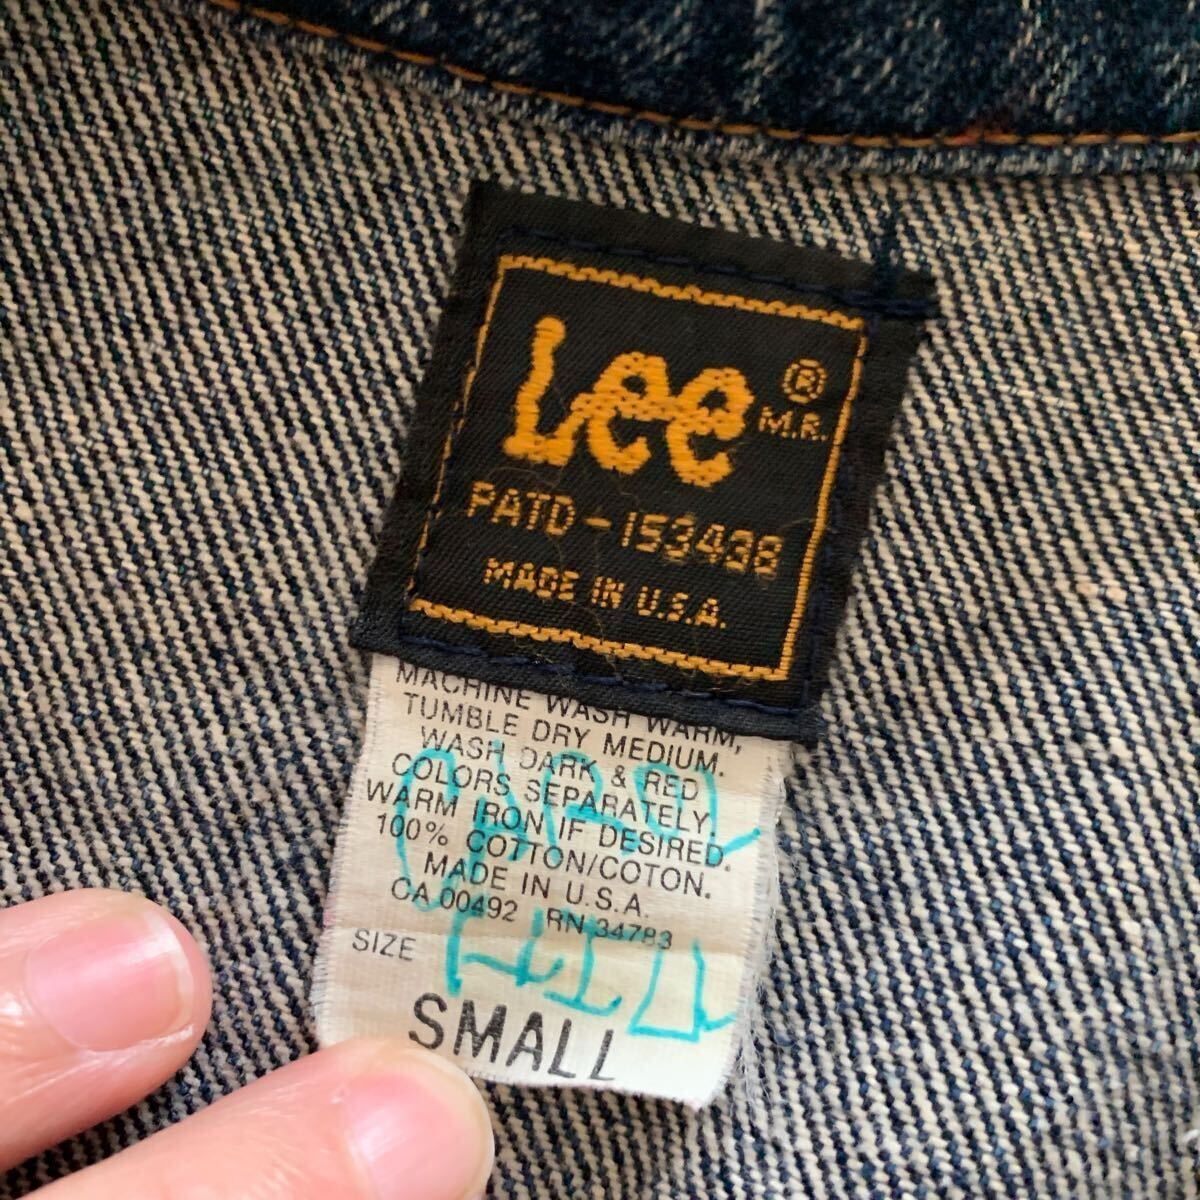 Lee ®
M.R.
PATD-153438
MADE IN U.S.A.
MACHINE WASH WARM,
TUMBLE DRY MEDIUM.
WASH DARK & RED
COLORS SEPARATELY.
WARM IRON IF DESIRED.
100% COTTON/COTON.
MADE IN U.S.A.
CA 00492 RN 34783
SIZE
SMALL